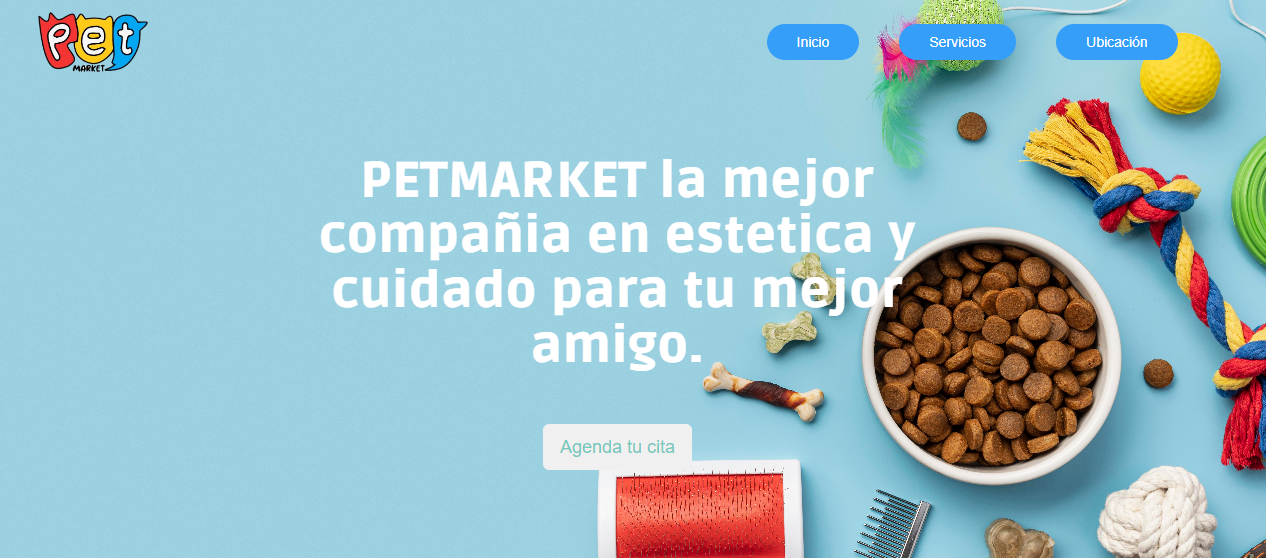 Pet
MARKET
Inicio
Servicios
Ubicación
PETMARKET la mejor
compañia en estetica y
cuidado para tu mejor
amigo.
Agenda tu cita